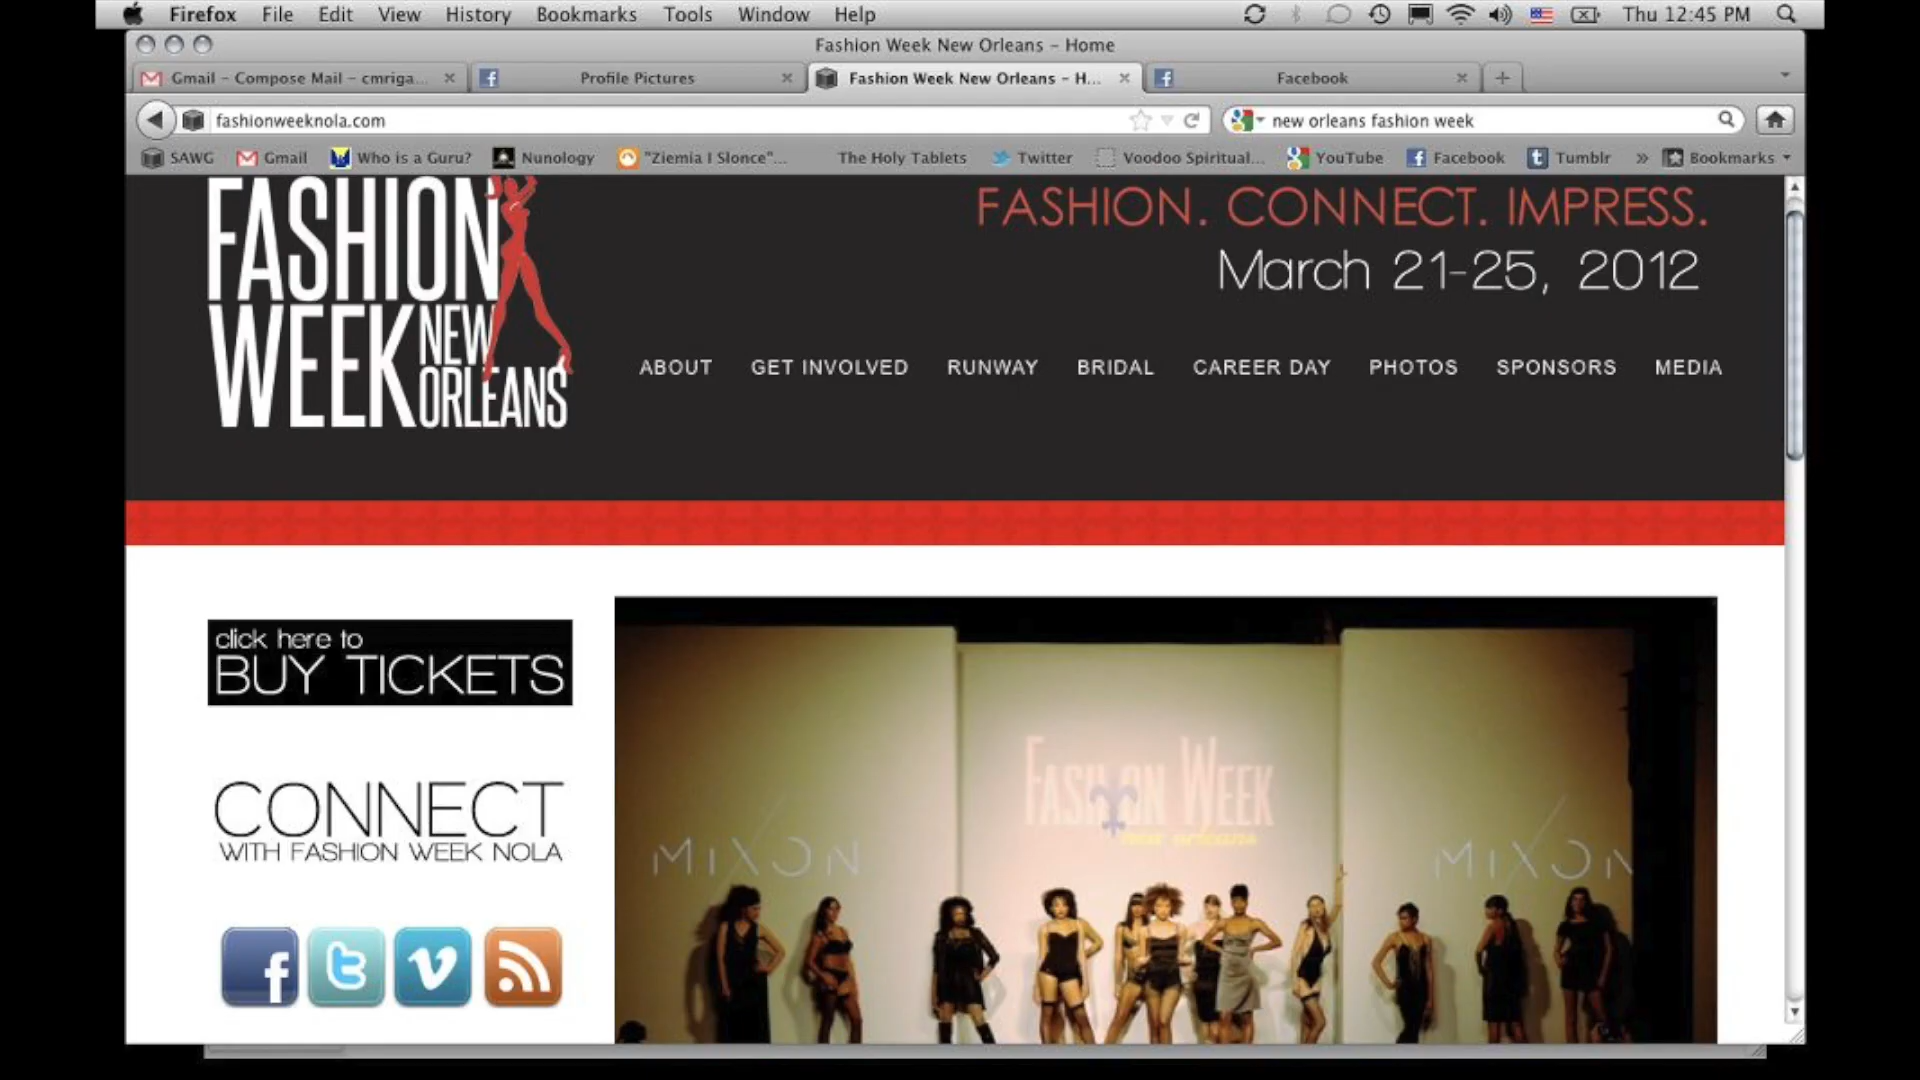 Firefox File Edit View History Bookmarks Tools Window Help Thu 12:45 PM
Fashion Week New Orleans – Home
Gmail – Compose Mail – cmriga... Profile Pictures Fashion Week New Orleans – H... Facebook
fashionweeknola.com new orleans fashion week
SAWG Gmail Who is a Guru? Nunology "Ziemia I Slonce"... The Holy Tablets Twitter Voodoo Spiritual... YouTube Facebook Tumblr » Bookmarks
FASHION
WEEK NEW
ORLEANS
FASHION. CONNECT. IMPRESS.
March 21-25, 2012
ABOUT GET INVOLVED RUNWAY BRIDAL CAREER DAY PHOTOS SPONSORS MEDIA
click here to
BUY TICKETS
CONNECT
WITH FASHION WEEK NOLA
FASHION WEEK
new orleans
MIXON MIXON